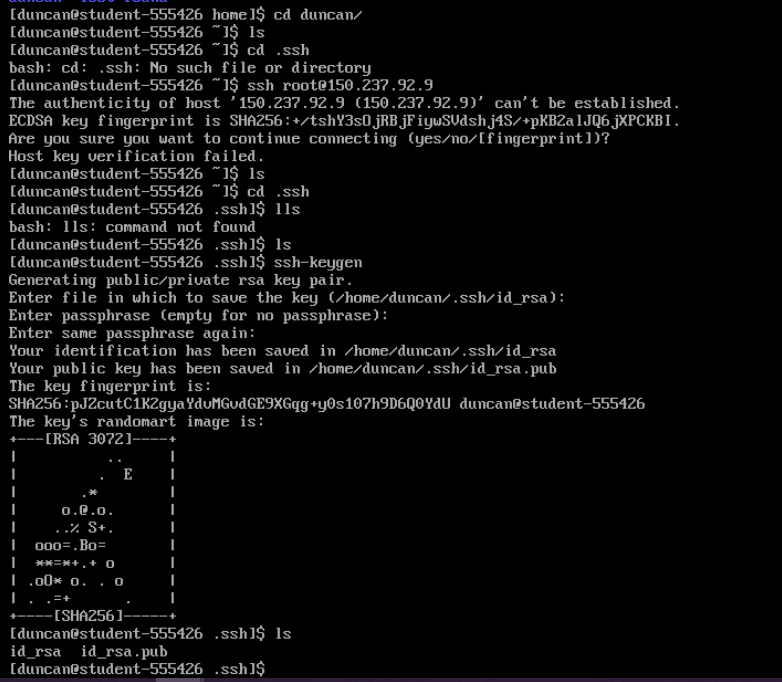 [duncan@student-555426 home]$ cd duncan/
[duncan@student-555426 ~]$ ls
[duncan@student-555426 ~]$ cd .ssh
bash: cd: .ssh: No such file or directory
[duncan@student-555426 ~]$ ssh root@150.237.92.9
The authenticity of host '150.237.92.9 (150.237.92.9)' can't be established.
ECDSA key fingerprint is SHA256:+/tshY3sOjRBjFiywSVdshj4S/+pKB2alJQ6jXPCKBI.
Are you sure you want to continue connecting (yes/no/[fingerprint])?
Host key verification failed.
[duncan@student-555426 ~]$ ls
[duncan@student-555426 ~]$ cd .ssh
[duncan@student-555426 .ssh]$ lls
bash: lls: command not found
[duncan@student-555426 .ssh]$ ls
[duncan@student-555426 .ssh]$ ssh-keygen
Generating public/private rsa key pair.
Enter file in which to save the key (/home/duncan/.ssh/id_rsa):
Enter passphrase (empty for no passphrase):
Enter same passphrase again:
Your identification has been saved in /home/duncan/.ssh/id_rsa
Your public key has been saved in /home/duncan/.ssh/id_rsa.pub
The key fingerprint is:
SHA256:pJ2cutC1K2gyaYdvMGvdGE9XGqg+y0s107h9D6Q0YdU duncan@student-555426
The key's randomart image is:
+---[RSA 3072]----+
|           ..    |
|          .  E   |
|        .*       |
|      o.@.o.     |
|     ..% S+.     |
|  ooo=.Bo=       |
|  **=*+.+ o      |
| .oO* o. . o     |
| . .=+      .    |
+----[SHA256]-----+
[duncan@student-555426 .ssh]$ ls
id_rsa  id_rsa.pub
[duncan@student-555426 .ssh]$